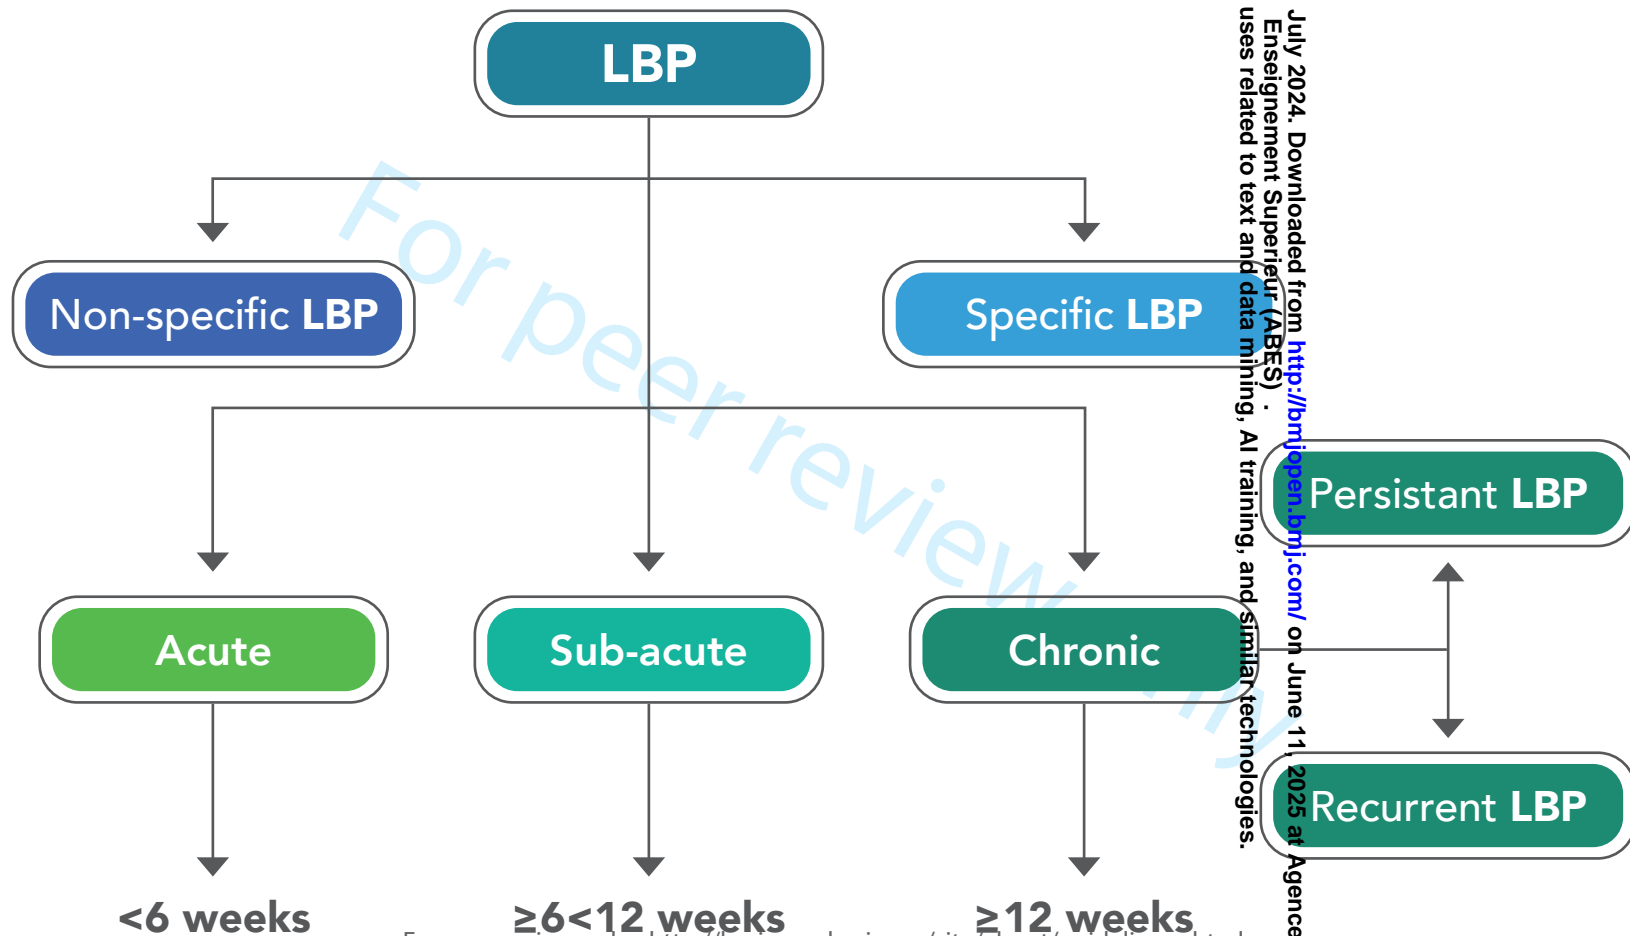 LBP
Non-specific LBP
Specific LBP
Persistant LBP
Acute
Sub-acute
Chronic
Recurrent LBP
<6 weeks
≥6<12 weeks
≥12 weeks
For peer review only
July 2024. Downloaded from http://bmjopen.bmj.com/ on June 11, 2025 at Agence
Enseignement Superieur (ABES) .
uses related to text and data mining, AI training, and similar technologies.